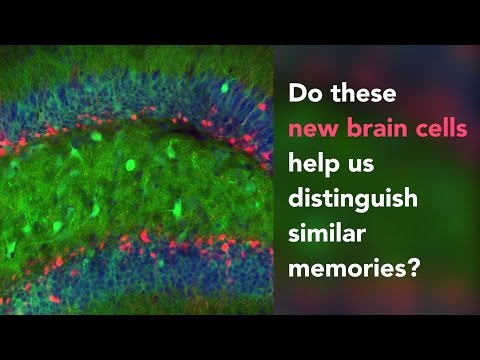 Do these
new brain cells
help us
distinguish
similar
memories?